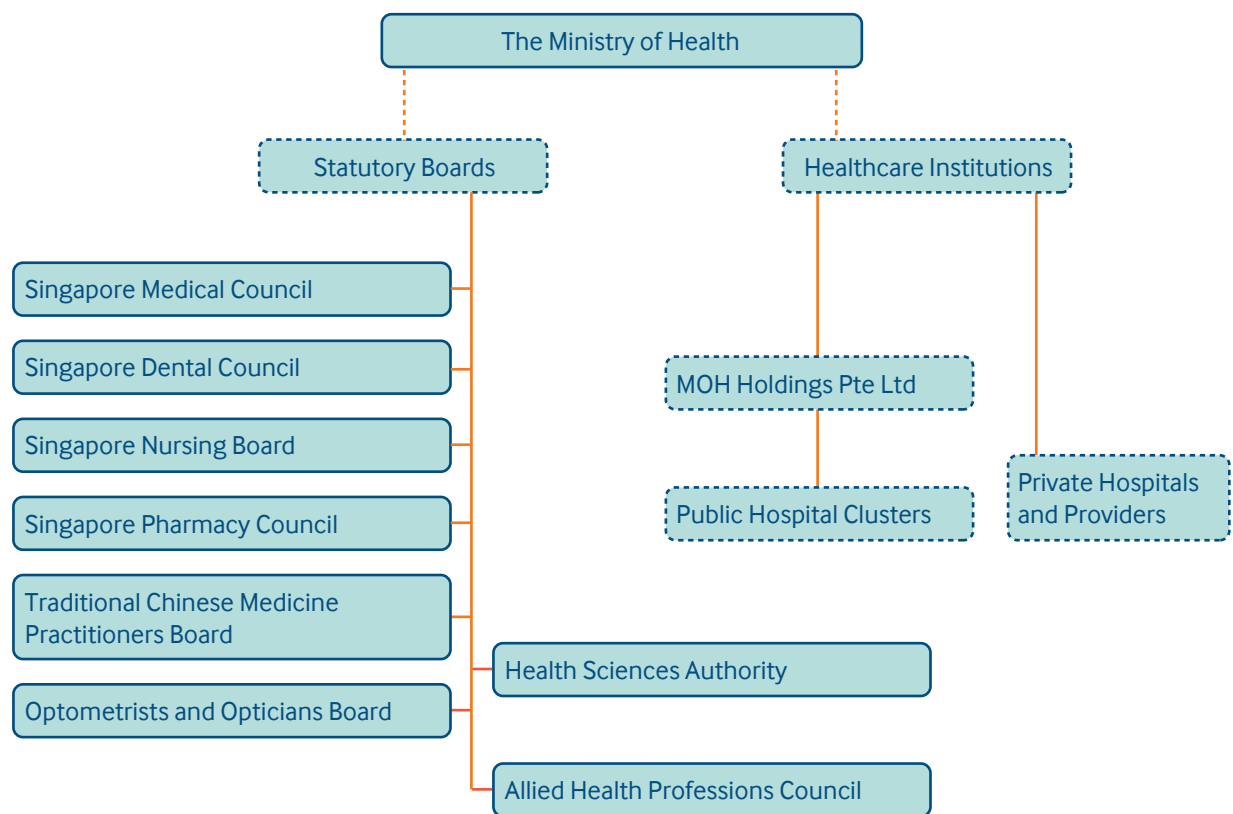 The Ministry of Health
Statutory Boards
Healthcare Institutions
Singapore Medical Council
Singapore Dental Council
Singapore Nursing Board
Singapore Pharmacy Council
Traditional Chinese Medicine
Practitioners Board
Optometrists and Opticians Board
Health Sciences Authority
Allied Health Professions Council
MOH Holdings Pte Ltd
Public Hospital Clusters
Private Hospitals
and Providers